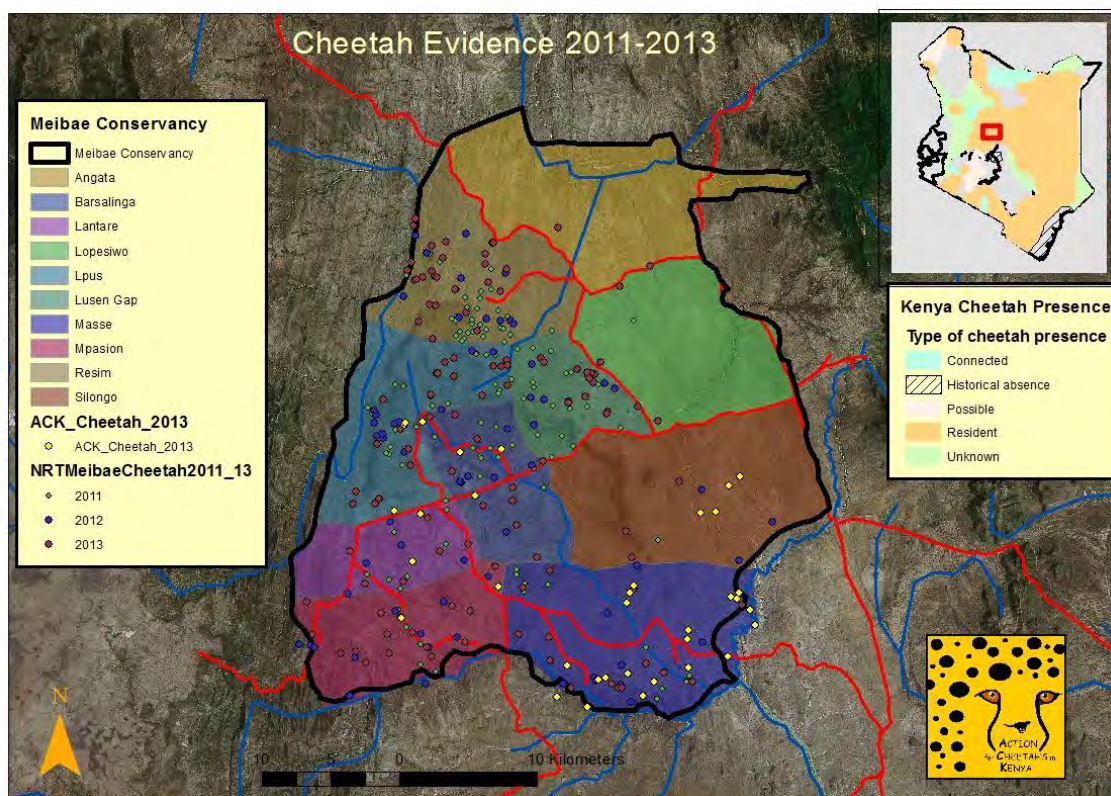 Cheetah Evidence 2011-2013
Meibae Conservancy
Meibae Conservancy
Angata
Barsalinga
Lantare
Lopesiwo
Lpus
Lusen Gap
Masse
Mpasion
Resim
Silongo
ACK_Cheetah_2013
ACK_Cheetah_2013
NRTMeibaeCheetah2011_13
2011
2012
2013
Kenya Cheetah Presence
Type of cheetah presence
Connected
Historical absence
Possible
Resident
Unknown
N
10 5 0 10 Kilometers
ACTION
for CHEETAHS in
KENYA